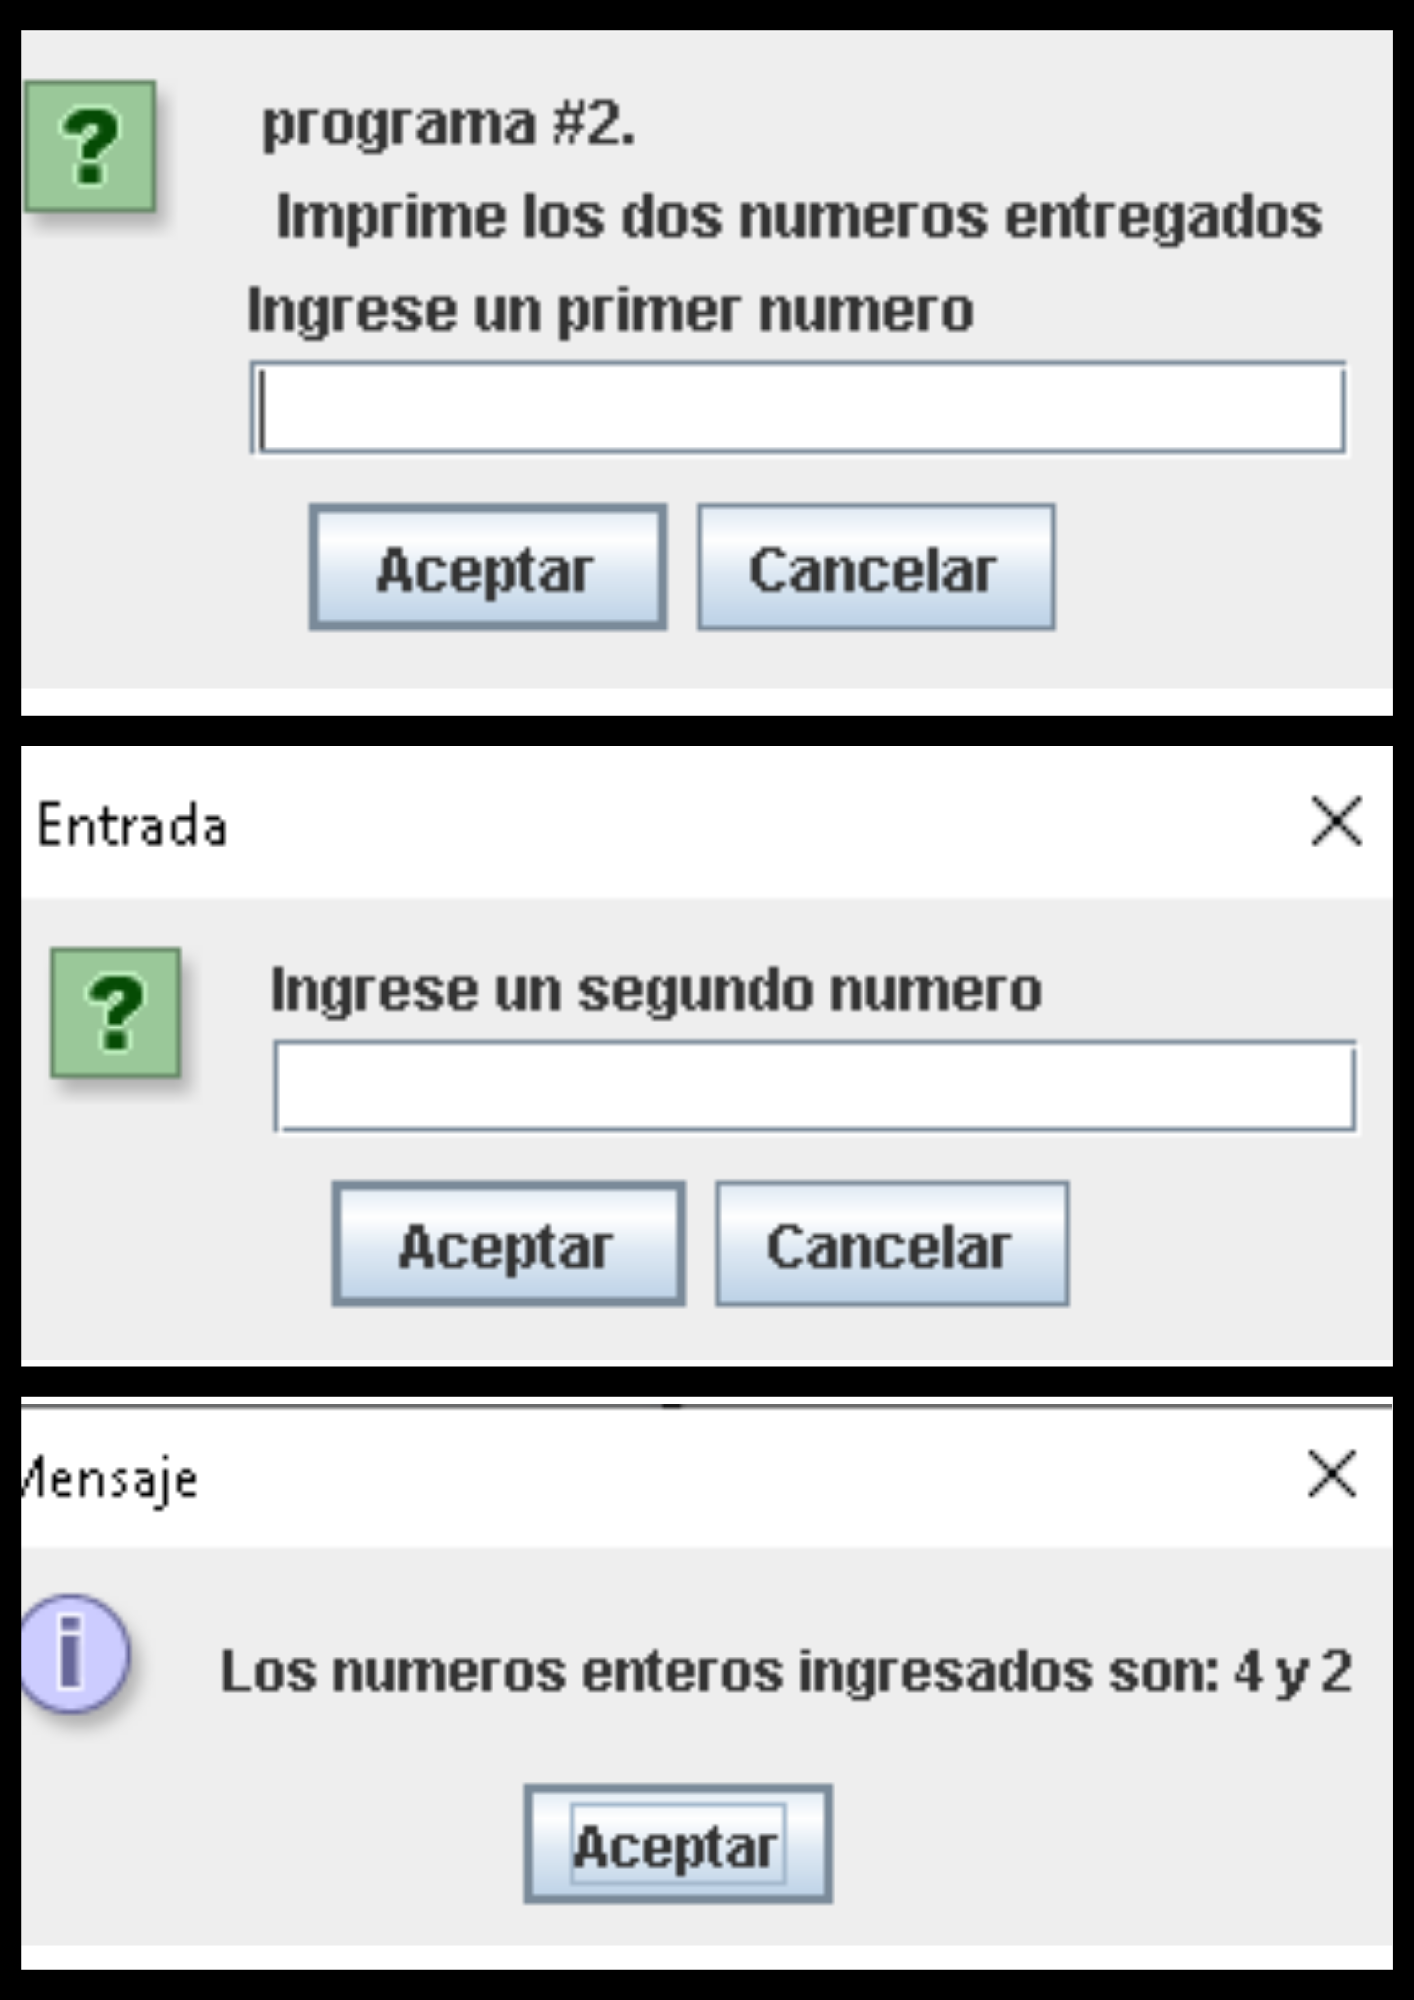 programa #2.
Imprime los dos numeros entregados
Ingrese un primer numero
Aceptar Cancelar
Entrada
Ingrese un segundo numero
Aceptar Cancelar
Mensaje
Los numeros enteros ingresados son: 4 y 2
Aceptar